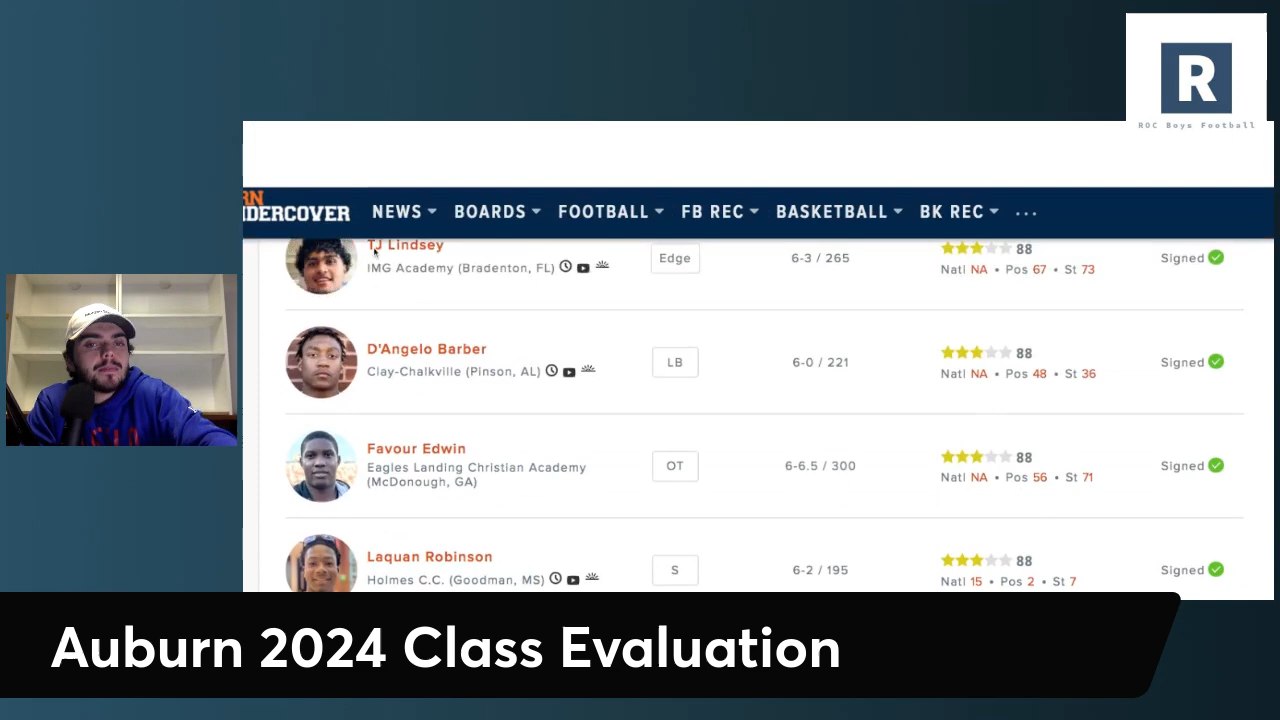 R
ROC Boys Football
RN
NDERCOVER NEWS BOARDS FOOTBALL FB REC BASKETBALL BK REC ...
TJ Lindsey
IMG Academy (Bradenton, FL)
Edge
6-3 / 265
88
Natl NA • Pos 67 • St 73
Signed
D'Angelo Barber
Clay-Chalkville (Pinson, AL)
LB
6-0 / 221
88
Natl NA • Pos 48 • St 36
Signed
Favour Edwin
Eagles Landing Christian Academy
(McDonough, GA)
OT
6-6.5 / 300
88
Natl NA • Pos 56 • St 71
Signed
Laquan Robinson
Holmes C.C. (Goodman, MS)
S
6-2 / 195
88
Natl 15 • Pos 2 • St 7
Signed
Auburn 2024 Class Evaluation